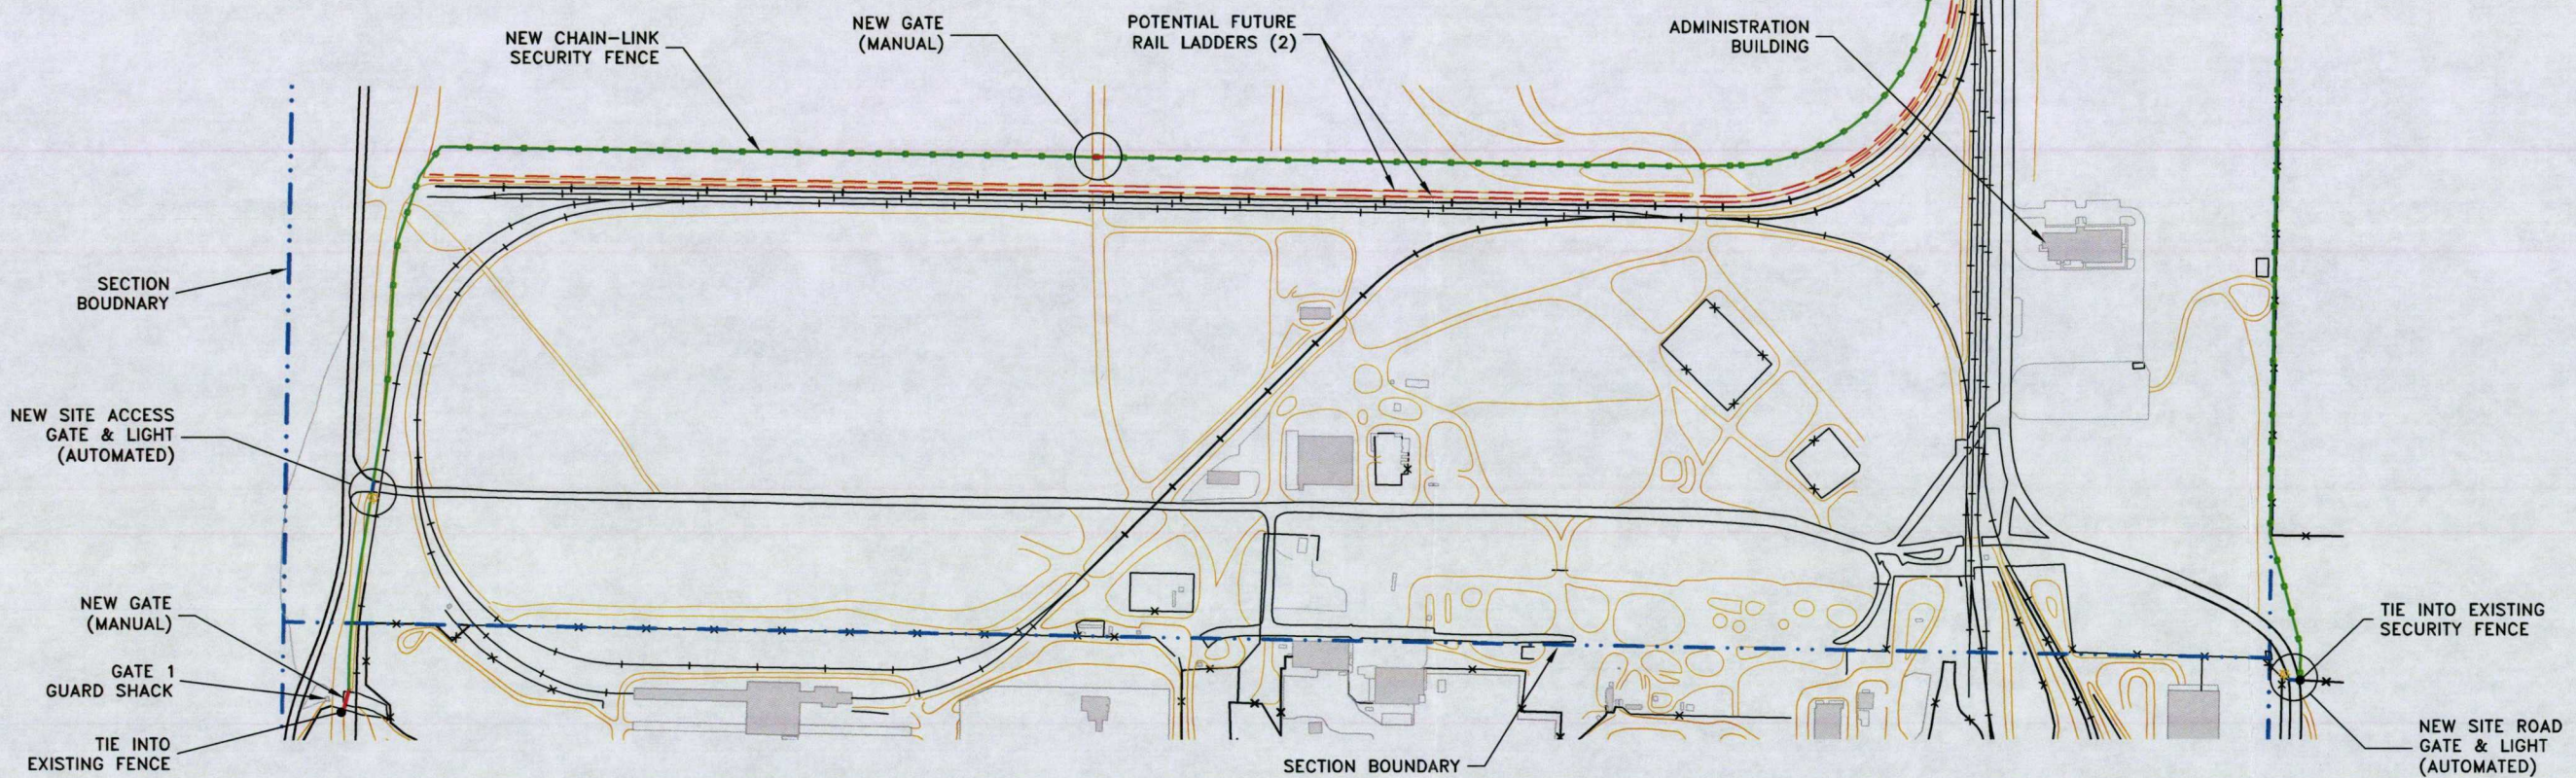 NEW CHAIN-LINK
SECURITY FENCE
NEW GATE
(MANUAL)
POTENTIAL FUTURE
RAIL LADDERS (2)
ADMINISTRATION
BUILDING
SECTION
BOUDNARY
NEW SITE ACCESS
GATE & LIGHT
(AUTOMATED)
NEW GATE
(MANUAL)
GATE 1
GUARD SHACK
TIE INTO
EXISTING FENCE
SECTION BOUNDARY
TIE INTO EXISTING
SECURITY FENCE
NEW SITE ROAD
GATE & LIGHT
(AUTOMATED)